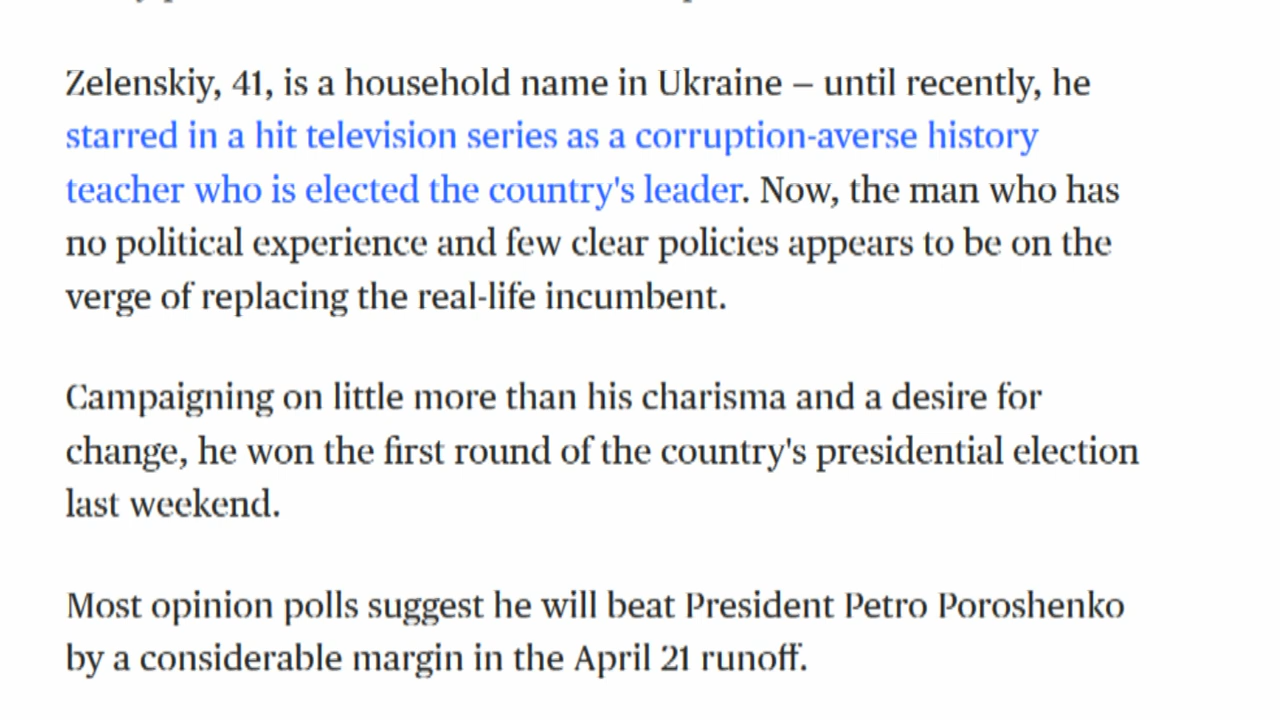 Zelenskiy, 41, is a household name in Ukraine – until recently, he
starred in a hit television series as a corruption-averse history
teacher who is elected the country's leader. Now, the man who has
no political experience and few clear policies appears to be on the
verge of replacing the real-life incumbent.
Campaigning on little more than his charisma and a desire for
change, he won the first round of the country's presidential election
last weekend.
Most opinion polls suggest he will beat President Petro Poroshenko
by a considerable margin in the April 21 runoff.